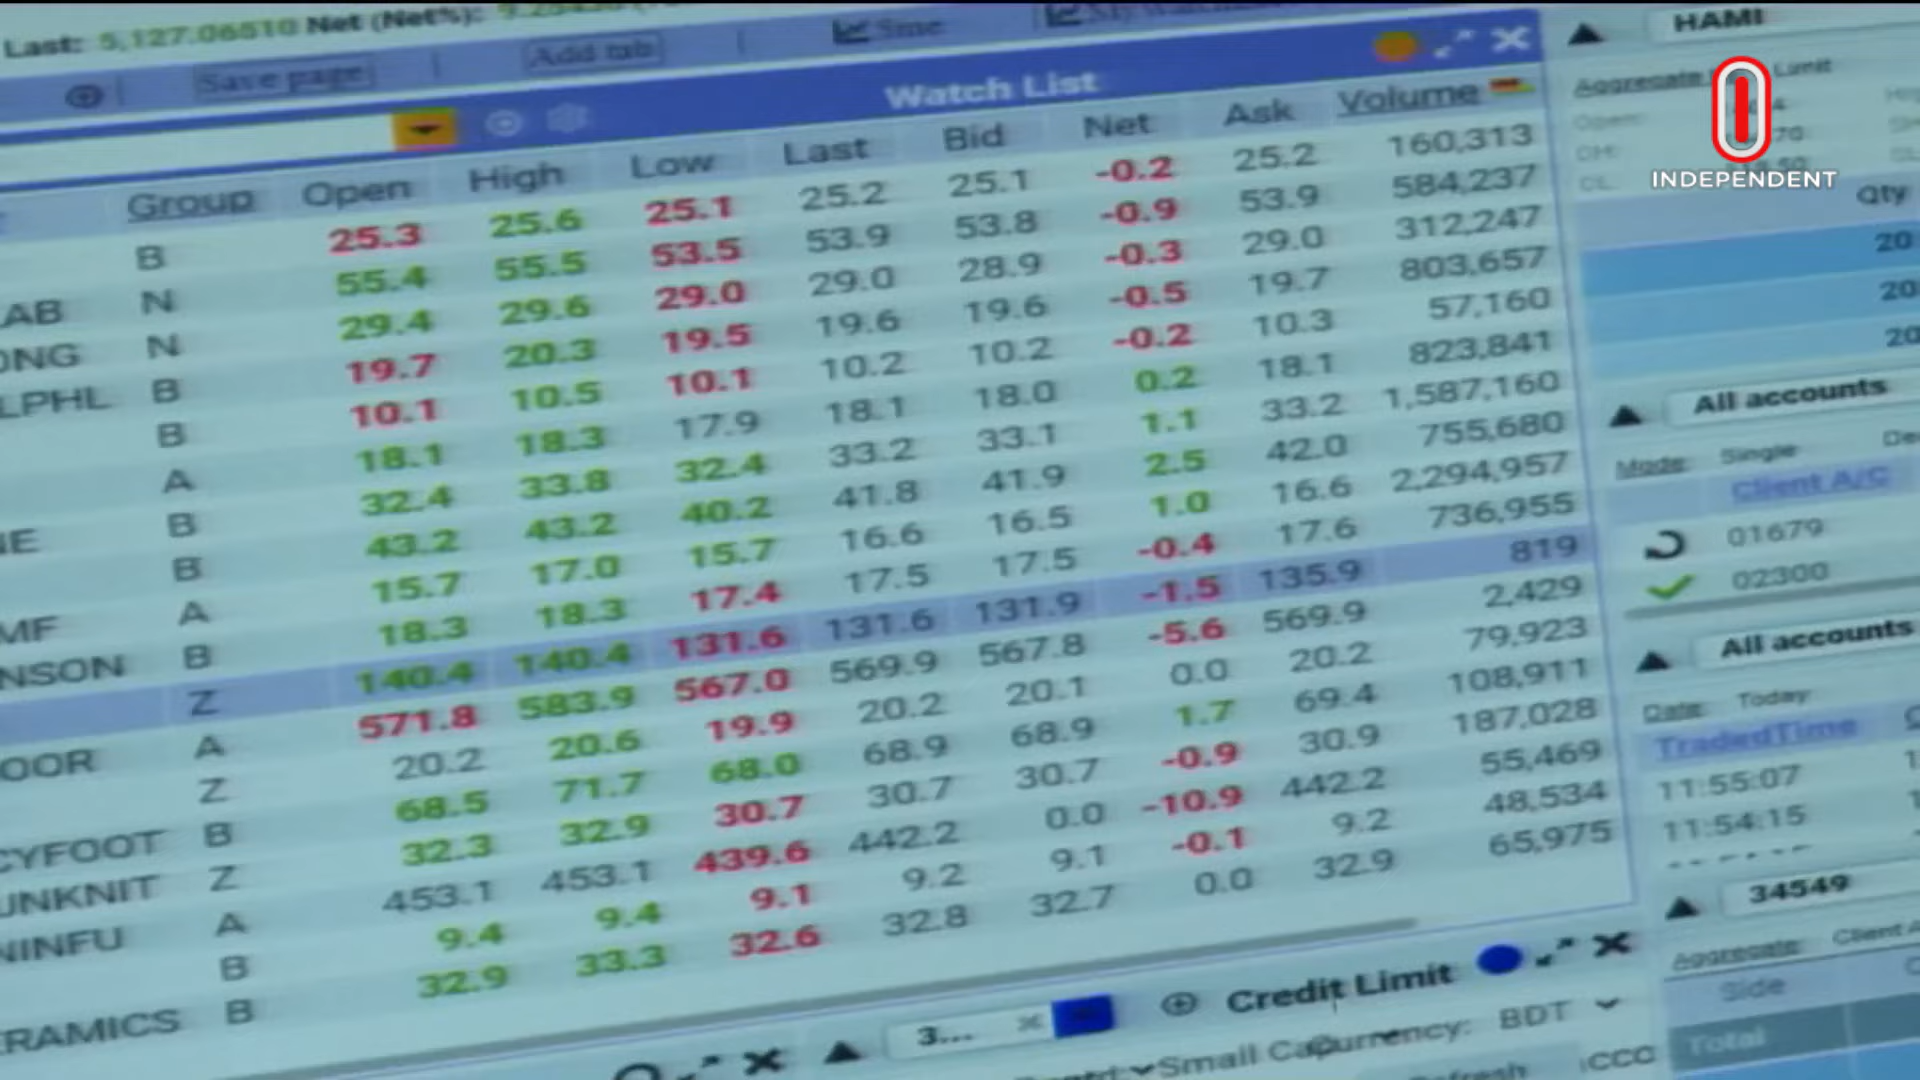 Last: 5,127.06510 Net (Net%):
Save page Add tab
Watch List
Group Open High Low Last Bid Net Ask Volume
B 25.3 25.6 25.1 25.2 25.1 -0.2 25.2 160,313
LAB N 55.4 55.5 53.5 53.9 53.8 -0.9 53.9 584,237
ONG N 29.4 29.6 29.0 29.0 28.9 -0.3 29.0 312,247
LPHL B 19.7 20.3 19.5 19.6 19.6 -0.5 19.7 803,657
B 10.1 10.5 10.1 10.2 10.2 -0.2 10.3 57,160
A 18.1 18.3 17.9 18.1 18.0 0.2 18.1 823,841
NE B 32.4 33.8 32.4 33.2 33.1 1.1 33.2 1,587,160
B 43.2 43.2 40.2 41.8 41.9 2.5 42.0 755,680
MF A 15.7 17.0 15.7 16.6 16.5 1.0 16.6 2,294,957
NSON B 18.3 18.3 17.4 17.5 17.5 -0.4 17.6 736,955
Z 140.4 140.4 131.6 131.6 131.9 -1.5 135.9 819
OOR A 571.8 583.9 567.0 569.9 567.8 -5.6 569.9 2,429
Z 20.2 20.6 19.9 20.2 20.1 0.0 20.2 79,923
CYFOOT B 68.5 71.7 68.0 68.9 68.9 1.7 69.4 108,911
UNKNIT Z 32.3 32.9 30.7 30.7 30.7 -0.9 30.9 187,028
NINFU A 453.1 453.1 439.6 442.2 0.0 -10.9 442.2 55,469
B 9.4 9.4 9.1 9.2 9.1 -0.1 9.2 48,534
ERAMICS B 32.9 33.3 32.6 32.8 32.7 0.0 32.9 65,975
3...
Credit Limit
Small Cap
Currency: BDT
HAMI
Aggregate Limit
INDEPENDENT
Qty
20
20
20
All accounts
Mode: Single
Client A/C
01679
02300
All accounts
Date: Today
TradedTime
11:55:07
11:54:15
34549
Aggregate Client A
Side
Total